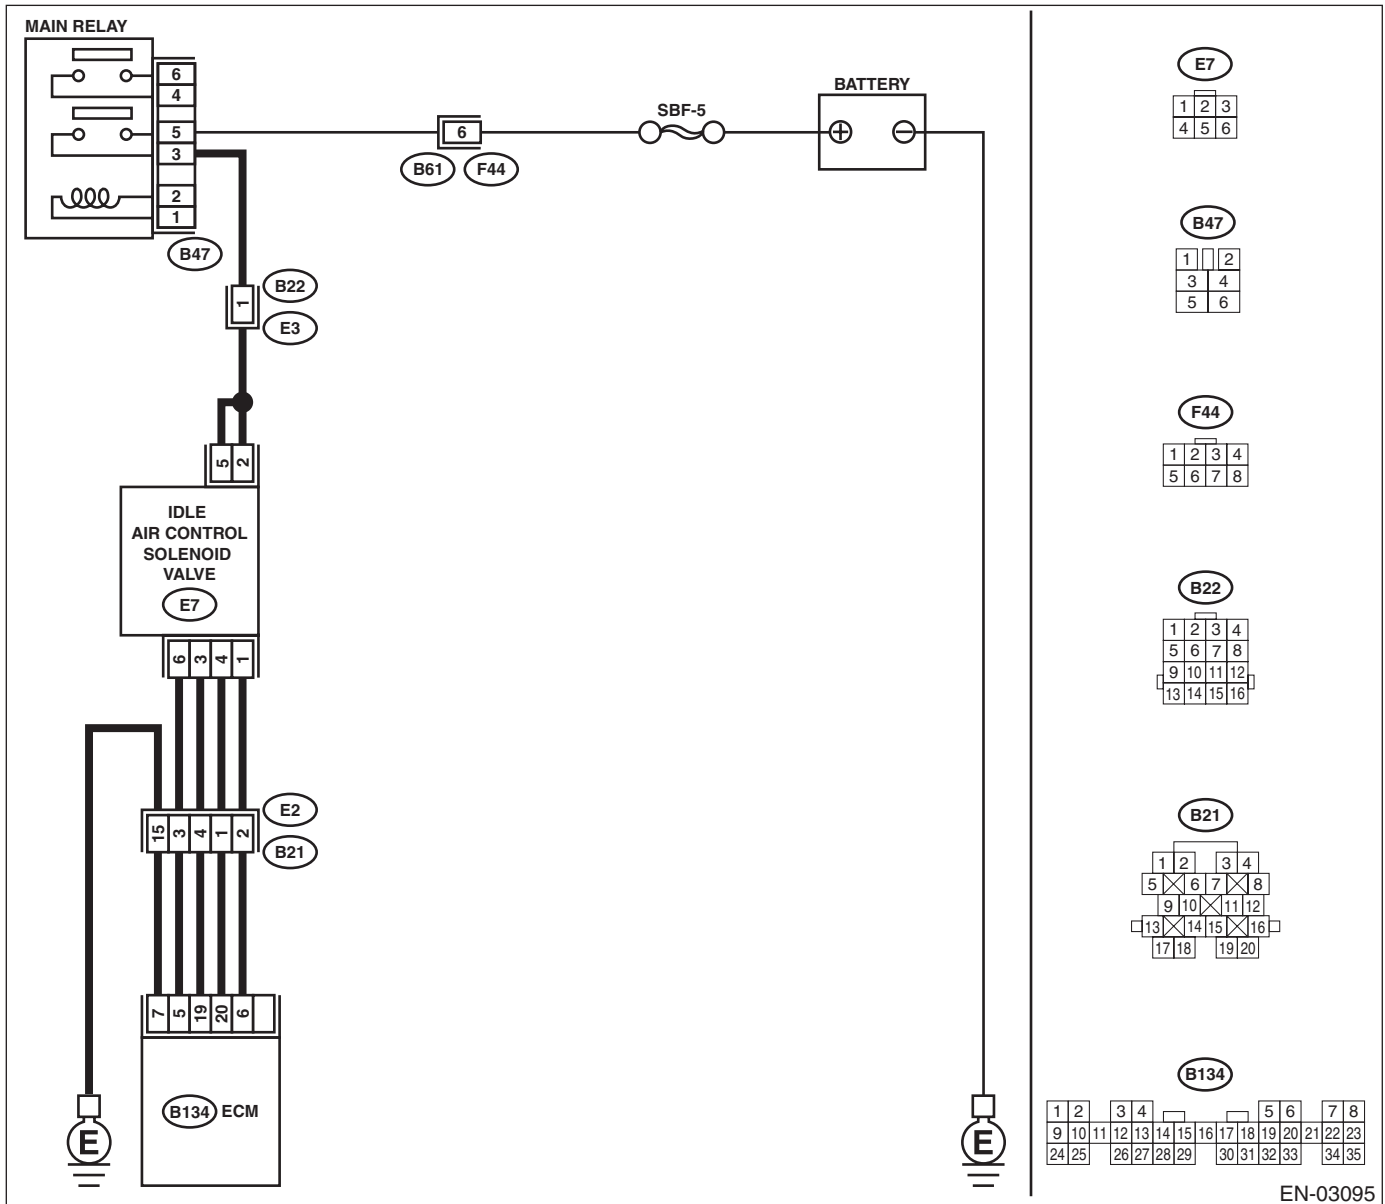 MAIN RELAY
6
4
5
3
2
1
B47
6
B61 F44
SBF-5
BATTERY
B22
1
E3
5 2
IDLE
AIR CONTROL
SOLENOID
VALVE
E7
6 3 4 1
E2
15 3 4 1 2
B21
7 5 19 20 6
B134 ECM
E
E
E7
1 2 3
4 5 6
B47
1 2
3 4
5 6
F44
1 2 3 4
5 6 7 8
B22
1 2 3 4
5 6 7 8
9 10 11 12
13 14 15 16
B21
1 2 3 4
5 6 7 8
9 10 11 12
13 14 15 16
17 18 19 20
B134
1 2 3 4 5 6 7 8
9 10 11 12 13 14 15 16 17 18 19 20 21 22 23
24 25 26 27 28 29 30 31 32 33 34 35
EN-03095